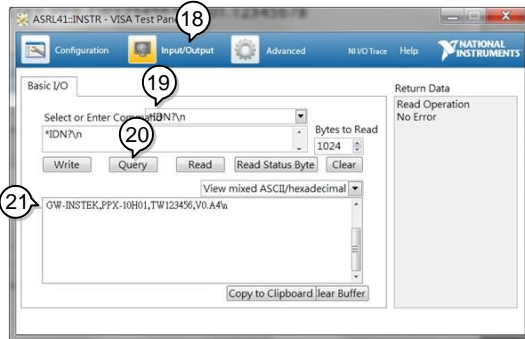 ASRL41::INSTR - VISA Test Pan
18
Configuration Input/Output Advanced NI I/O Trace Help NATIONAL INSTRUMENTS
Basic I/O
Return Data
19
Read Operation
No Error
Select or Enter Command *IDN?\n
*IDN?\n
20
Bytes to Read
1024
Write Query Read Read Status Byte Clear
View mixed ASCII/hexadecimal
21
GW-INSTEK,PPX-10H01,TW123456,V0.A4\n
Copy to Clipboard lear Buffer